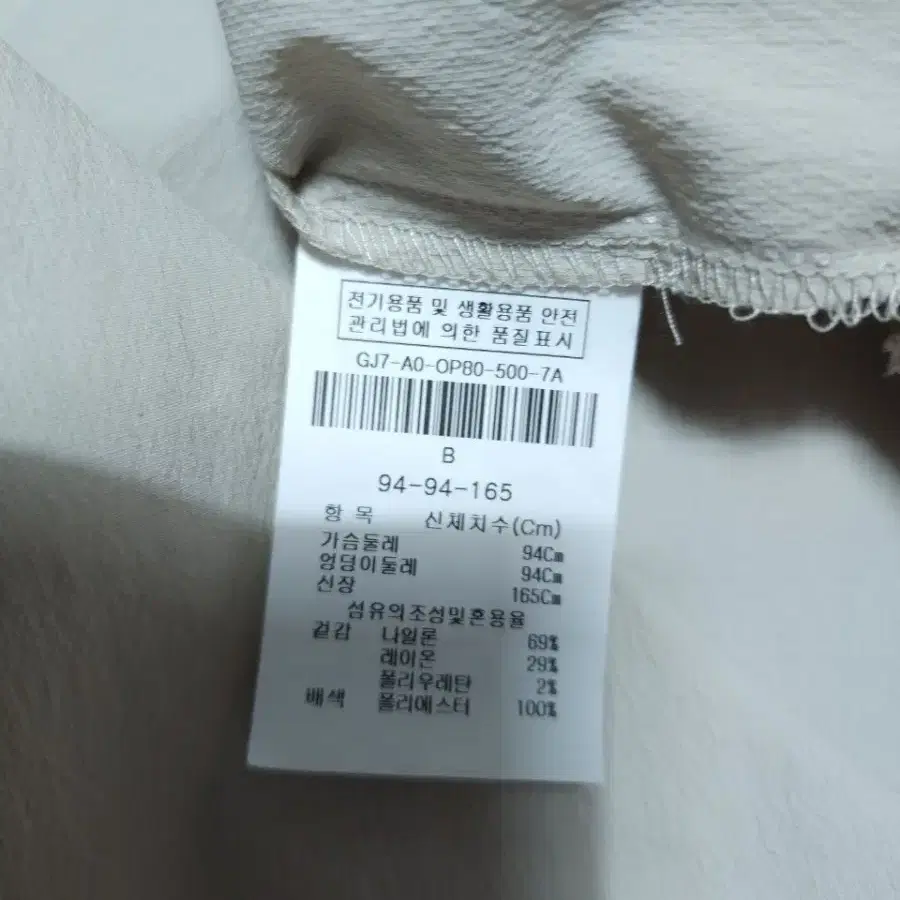 전기용품 및 생활용품 안전
관리법에 의한 품질표시
GJ7-A0-OP80-500-7A
B
94-94-165
항 목 신체치수(Cm)
가슴둘레 94Cm
엉덩이둘레 94Cm
신장 165Cm
섬유의조성및혼용율
겉감 나일론 69%
레이온 29%
폴리우레탄 2%
배색 폴리에스터 100%